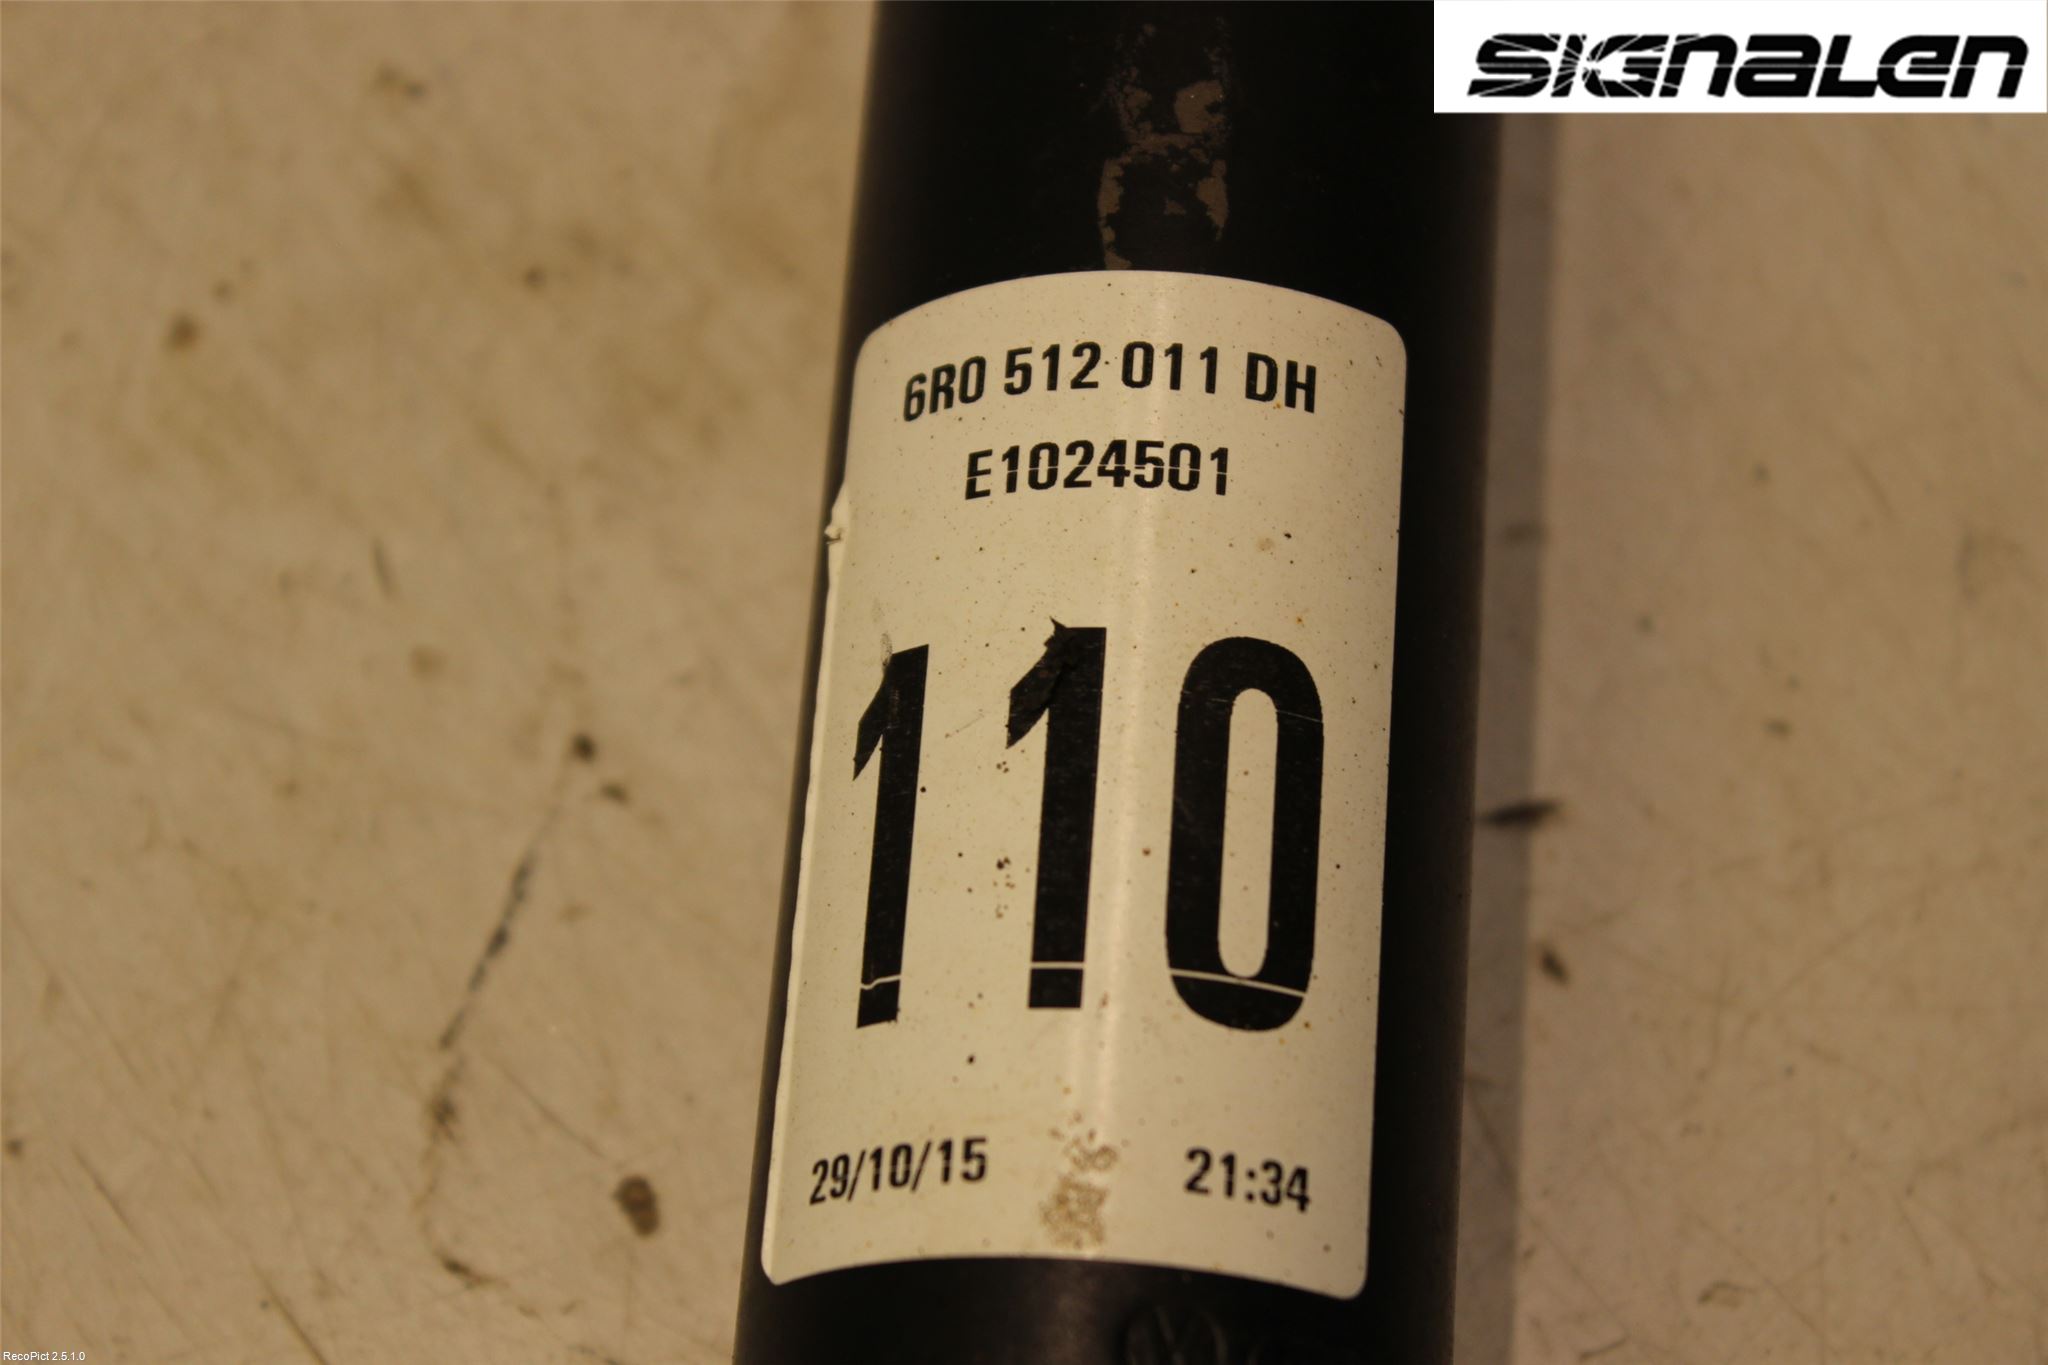 SIGNALEN
6R0 512 011 DH
E1024501
110
29/10/15 21:34
RecoPict 2.5.1.0